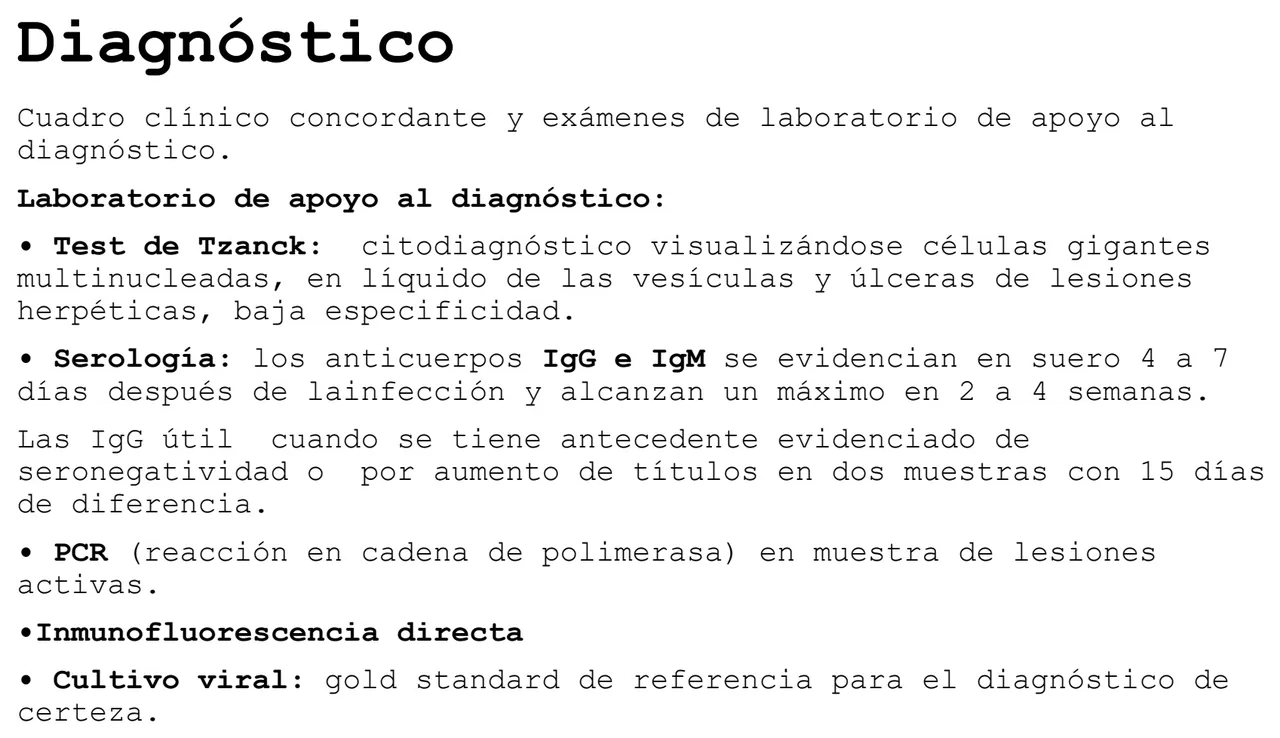 Diagnóstico
Cuadro clínico concordante y exámenes de laboratorio de apoyo al
diagnóstico.
Laboratorio de apoyo al diagnóstico:
• Test de Tzanck:  citodiagnóstico visualizándose células gigantes
multinucleadas, en líquido de las vesículas y úlceras de lesiones
herpéticas, baja especificidad.
• Serología: los anticuerpos IgG e IgM se evidencian en suero 4 a 7
días después de lainfección y alcanzan un máximo en 2 a 4 semanas.
Las IgG útil  cuando se tiene antecedente evidenciado de
seronegatividad o  por aumento de títulos en dos muestras con 15 días
de diferencia.
• PCR (reacción en cadena de polimerasa) en muestra de lesiones
activas.
•Inmunofluorescencia directa
• Cultivo viral: gold standard de referencia para el diagnóstico de
certeza.